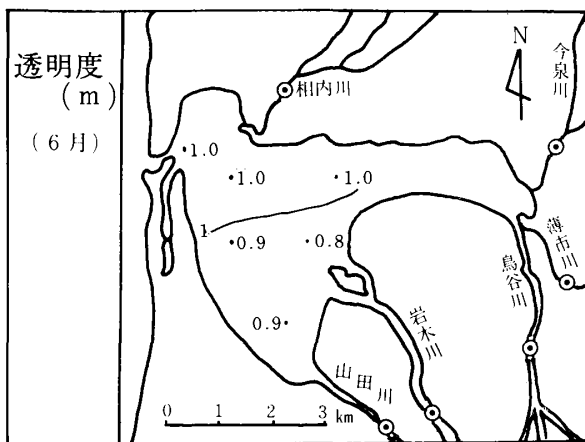 透明度
(m)
(6月)
N
相内川
今泉川
薄市川
鳥谷川
岩木川
山田川
1.0
1.0
1.0
1
0.9
0.8
0.9
0 1 2 3
km